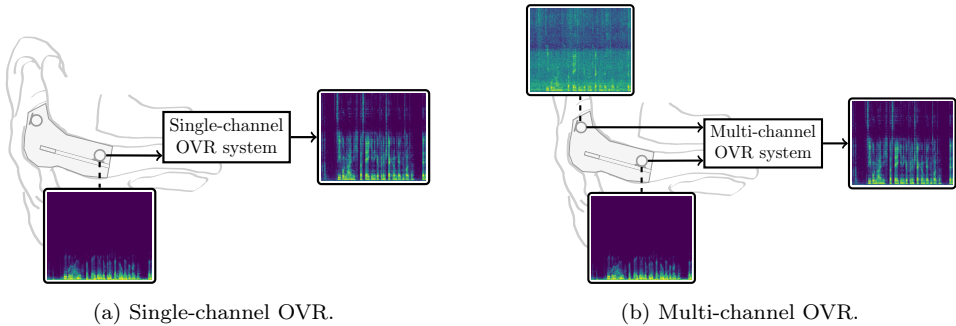 Single-channel
OVR system
Multi-channel
OVR system
(a) Single-channel OVR.
(b) Multi-channel OVR.